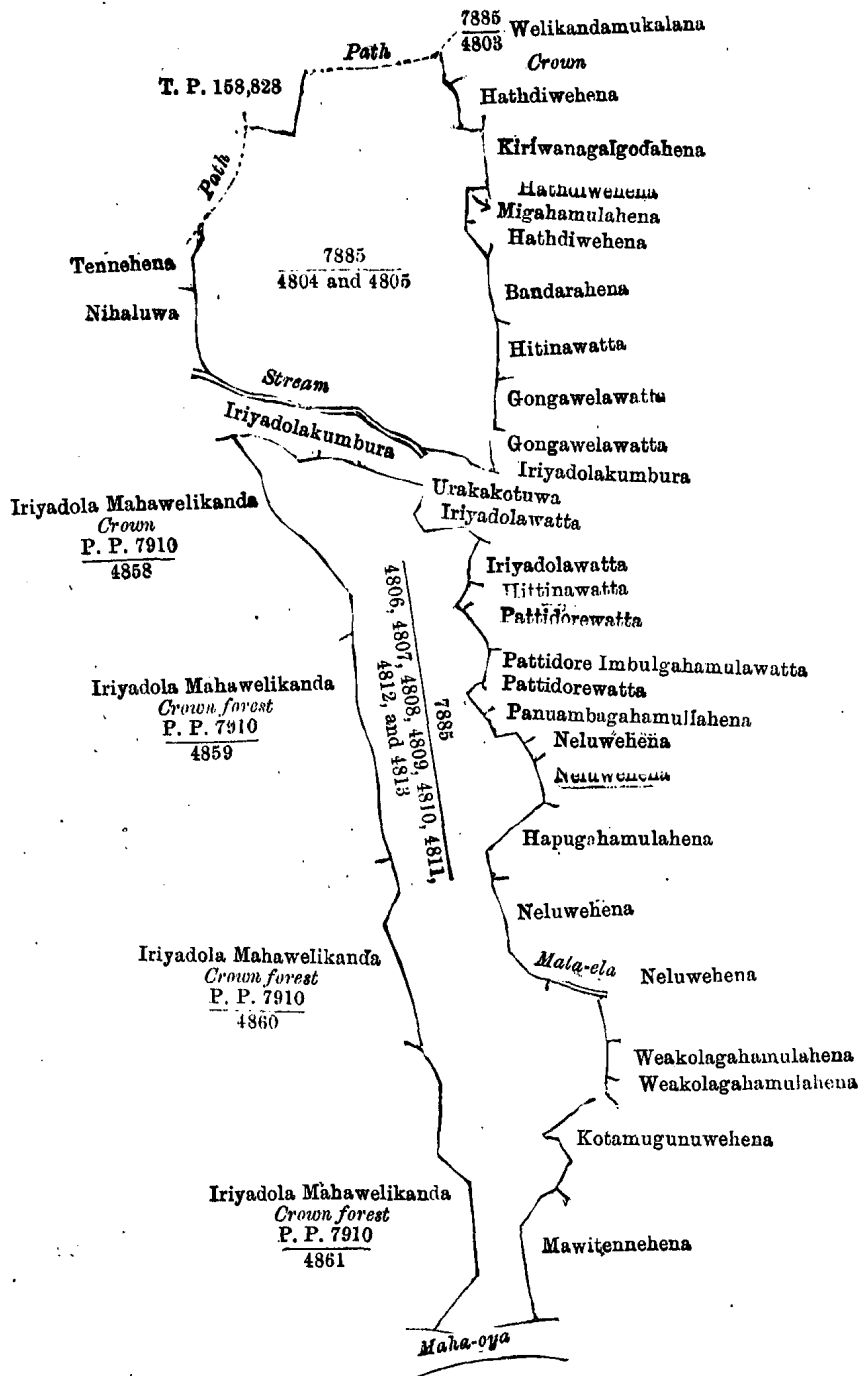 7885
4803
Welikandamukalana
Crown
Path
T. P. 158,828
Hathdiwehena
Kiriwanagalgodahena
Path
Hathdiwehena
Migahamulahena
Hathdiwehena
Tennehena
7885
4804 and 4805
Bandarahena
Nihaluwa
Hitinawatta
Stream
Gongawelawatta
Iriyadolakumbura
Gongawelawatta
Iriyadolakumbura
Urakakotuwa
Iriyadolawatta
Iriyadola Mahawelikanda
Crown
P. P. 7910
4858
Iriyadolawatta
Hittinawatta
Pattidorewatta
7885
4806, 4807, 4808, 4809, 4810, 4811,
4812, and 4813
Pattidore Imbulgahamulawatta
Pattidorewatta
Iriyadola Mahawelikanda
Crown forest
P. P. 7910
4859
Panuambagahamullahena
Neluwehena
Neluwehena
Hapugahamulahena
Neluwehena
Iriyadola Mahawelikanda
Crown forest
P. P. 7910
4860
Mala-ela
Neluwehena
Weakolagahamulahena
Weakolagahamulahena
Kotamugunuwehena
Iriyadola Mahawelikanda
Crown forest
P. P. 7910
4861
Mawitennehena
Maha-oya